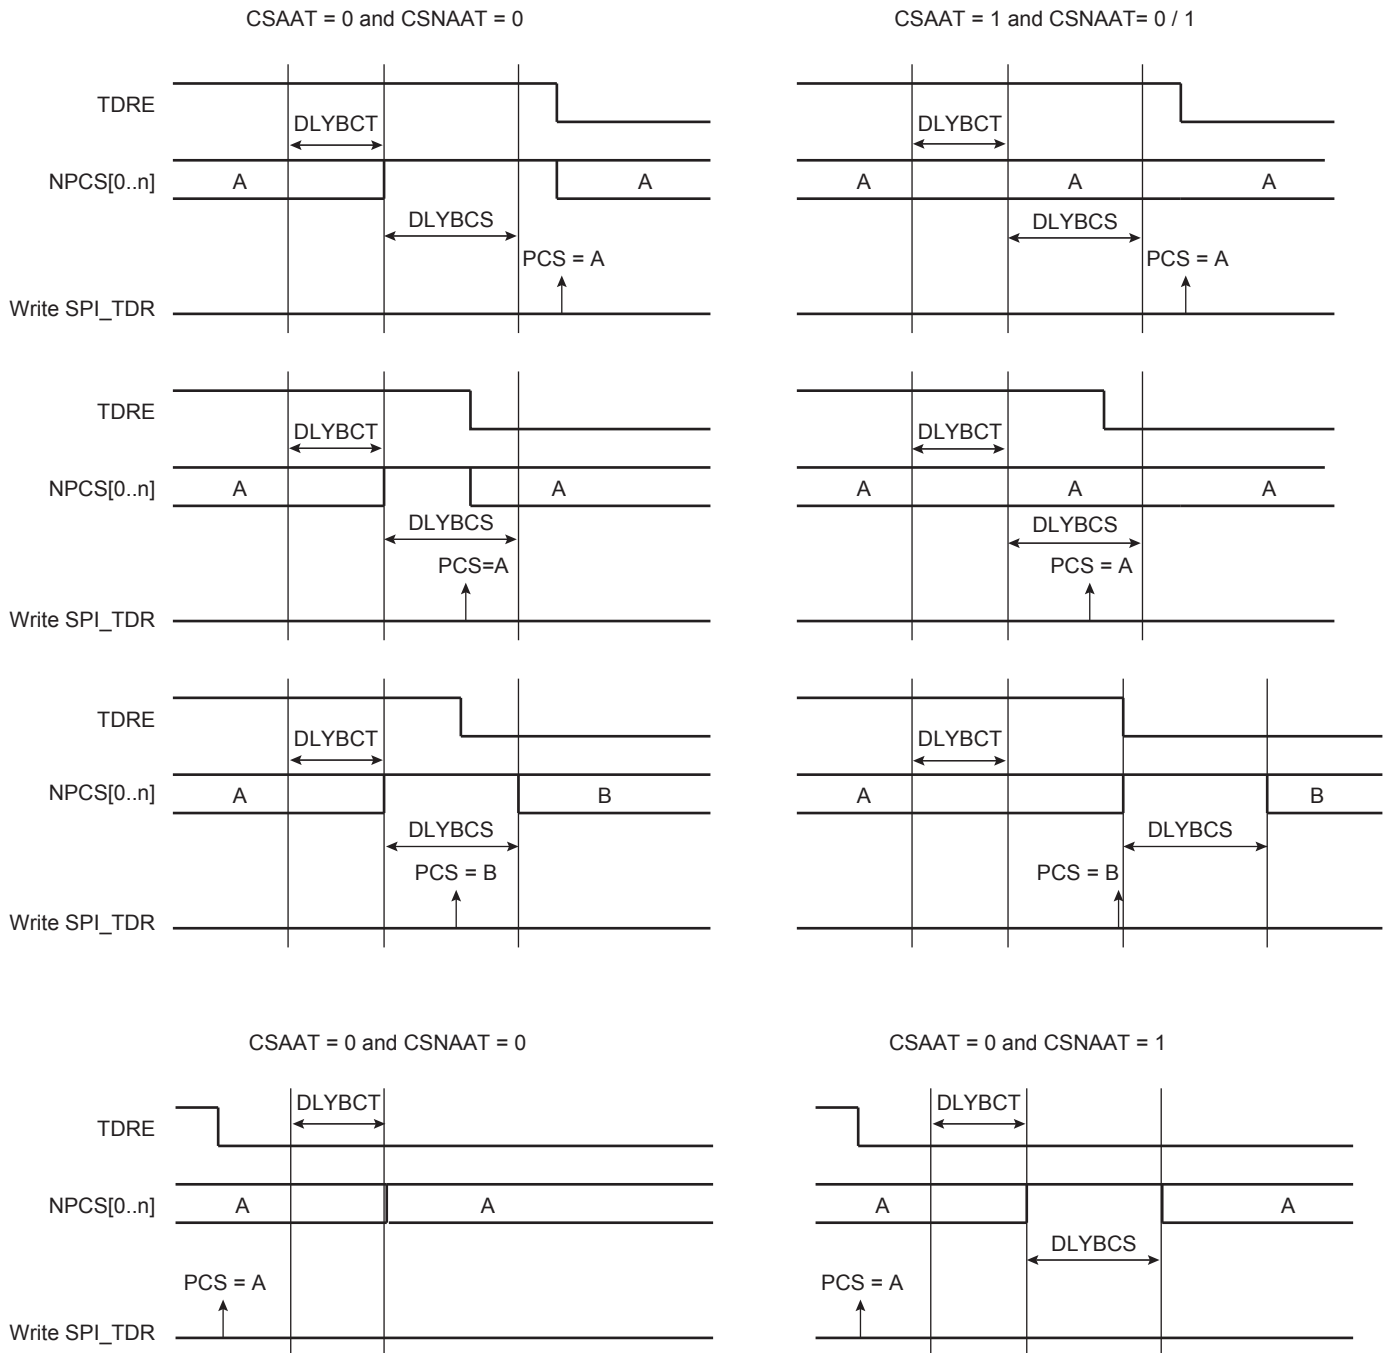 CSAAT = 0 and CSNAAT = 0
CSAAT = 1 and CSNAAT= 0 / 1
TDRE
DLYBCT
DLYBCT
NPCS[0..n]
A
A
A
A
A
DLYBCS
DLYBCS
PCS = A
PCS = A
Write SPI_TDR
TDRE
DLYBCT
DLYBCT
NPCS[0..n]
A
A
A
A
A
DLYBCS
DLYBCS
PCS=A
PCS = A
Write SPI_TDR
TDRE
DLYBCT
DLYBCT
NPCS[0..n]
A
B
A
B
DLYBCS
DLYBCS
PCS = B
PCS = B
Write SPI_TDR
CSAAT = 0 and CSNAAT = 0
CSAAT = 0 and CSNAAT = 1
DLYBCT
DLYBCT
TDRE
NPCS[0..n]
A
A
A
A
DLYBCS
PCS = A
PCS = A
Write SPI_TDR